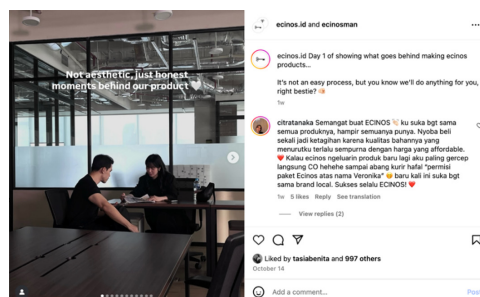 Not aesthetic, just honest
moments behind our product 🤍
ecinos.id and ecinosman
ecinos.id Day 1 of showing what goes behind making ecinos
products...
It's not an easy process, but you know we'll do anything for you,
right bestie?
1w
citratanaka Semangat buat ECINOS ku suka bgt sama
semua produknya, hampir semuanya punya. Nyoba beli
sekali jadi ketagihan karena kualitas bahannya yang
menurutku terlalu sempurna dengan harga yang affordable.
❤️ Kalau ecinos ngeluarin produk baru lagi aku paling gercep
langsung CO hehehe sampai abang kurir hafal "permisi
paket Ecinos atas nama Veronika" baru kali ini suka bgt
sama brand local. Sukses selalu ECINOS! ❤️
1w 5 likes Reply See translation
View replies (2)
Liked by tasiabenita and 997 others
October 14
Add a comment...
Post